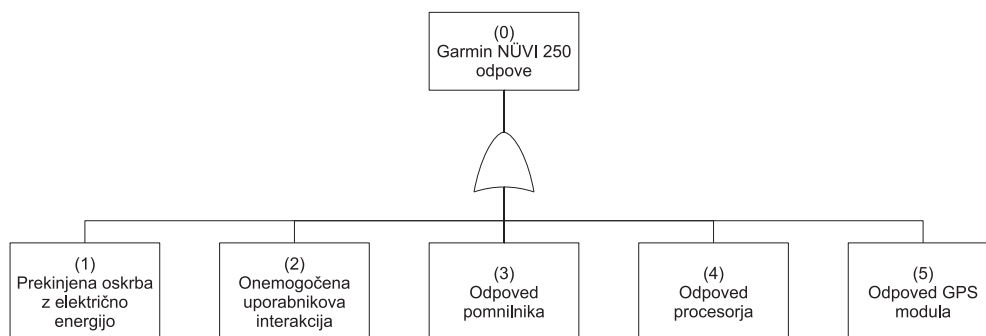 (0)
Garmin NÜVI 250
odpove
(1)
Prekinjena oskrba
z električno
energijo
(2)
Onemogočena
uporabnikova
interakcija
(3)
Odpoved
pomnilnika
(4)
Odpoved
procesorja
(5)
Odpoved GPS
modula